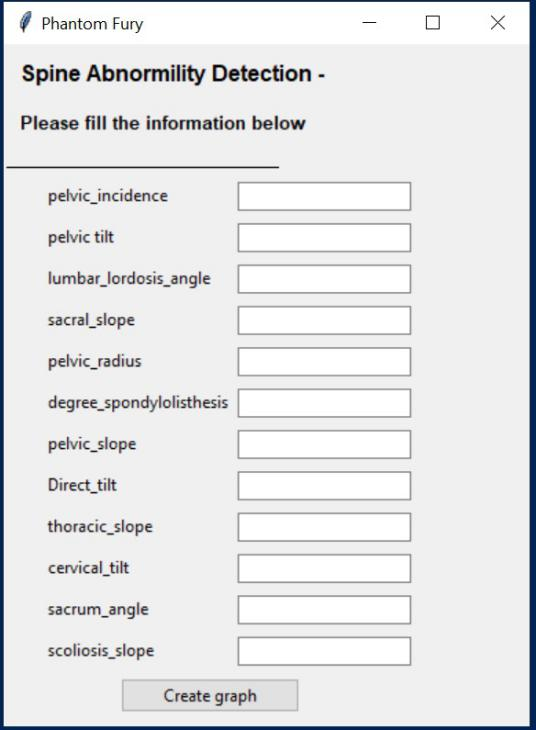 Phantom Fury
Spine Abnormility Detection -
Please fill the information below
pelvic_incidence
pelvic tilt
lumbar_lordosis_angle
sacral_slope
pelvic_radius
degree_spondylolisthesis
pelvic_slope
Direct_tilt
thoracic_slope
cervical_tilt
sacrum_angle
scoliosis_slope
Create graph